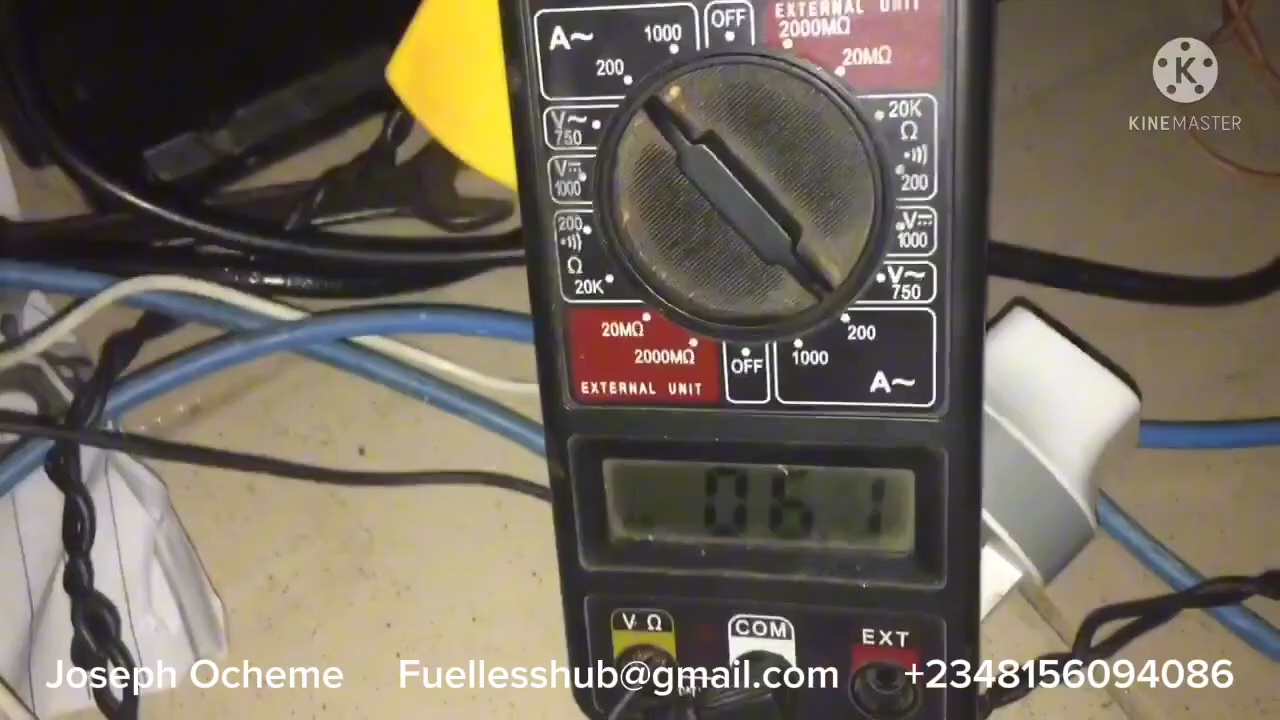 EXTERNAL UNIT
A~ 1000 OFF 2000MΩ
200 20MΩ
V~ 750
20K Ω 200
V 1000
V 1000
200 Ω 20K
V~ 750
20MΩ 2000MΩ
EXTERNAL UNIT
OFF
200
1000
A~
061
V Ω COM EXT
K
KINEMASTER
Joseph Ocheme Fuellesshub@gmail.com +2348156094086